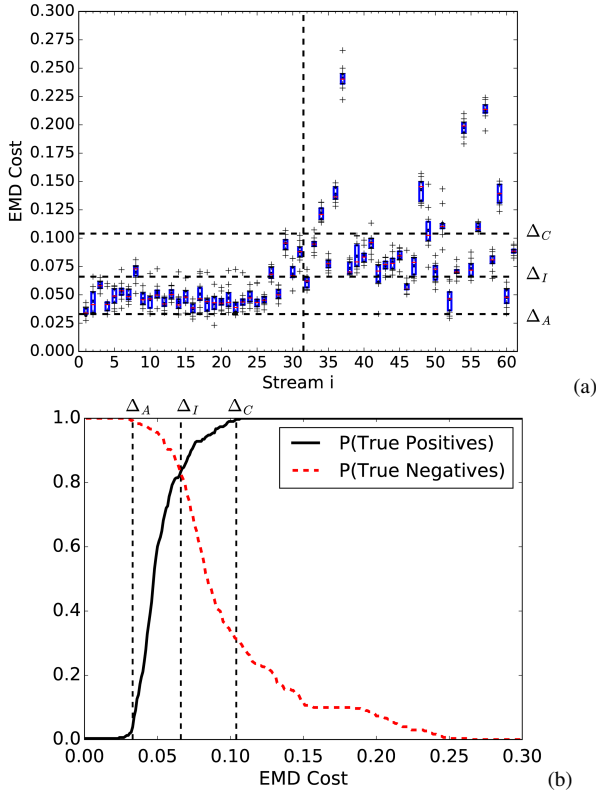 0.300
0.275
0.250
0.225
0.200
0.175
0.150
0.125
0.100
0.075
0.050
0.025
0.000
EMD Cost
Δ_C
Δ_I
Δ_A
0 5 10 15 20 25 30 35 40 45 50 55 60
Stream i
(a)
Δ_A Δ_I Δ_C
1.0
0.8
0.6
0.4
0.2
0.0
P(True Positives)
P(True Negatives)
0.00 0.05 0.10 0.15 0.20 0.25 0.30
EMD Cost
(b)